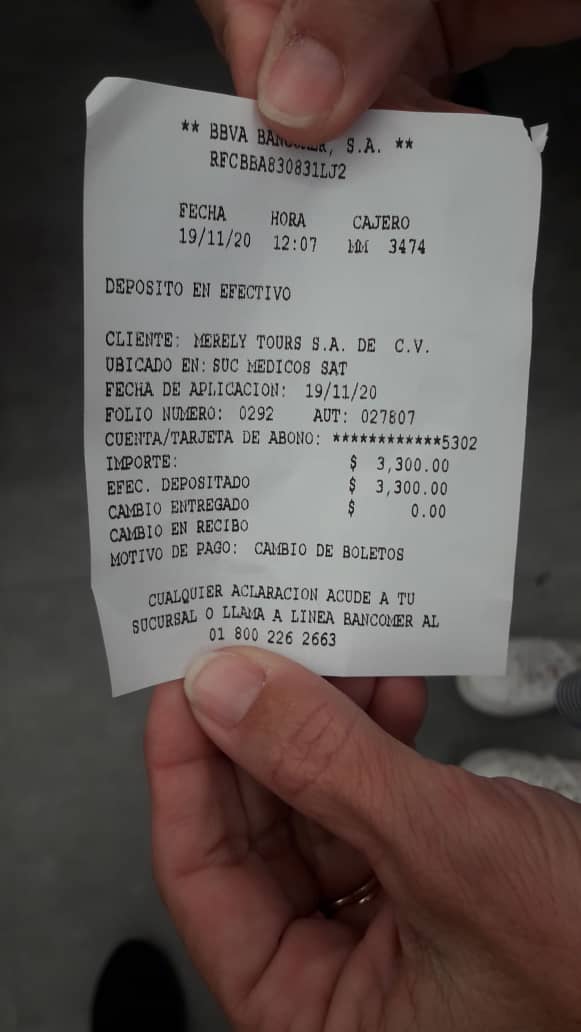 ** BBVA BANCOMER, S.A. **
RFCBBA830831LJ2
FECHA HORA CAJERO
19/11/20 12:07 MM 3474
DEPOSITO EN EFECTIVO
CLIENTE: MERELY TOURS S.A. DE C.V.
UBICADO EN: SUC MEDICOS SAT
FECHA DE APLICACION: 19/11/20
FOLIO NUMERO: 0292 AUT: 027807
CUENTA/TARJETA DE ABONO: ************5302
IMPORTE: $ 3,300.00
EFEC. DEPOSITADO $ 3,300.00
CAMBIO ENTREGADO $ 0.00
CAMBIO EN RECIBO
MOTIVO DE PAGO: CAMBIO DE BOLETOS
CUALQUIER ACLARACION ACUDE A TU
SUCURSAL O LLAMA A LINEA BANCOMER AL
01 800 226 2663